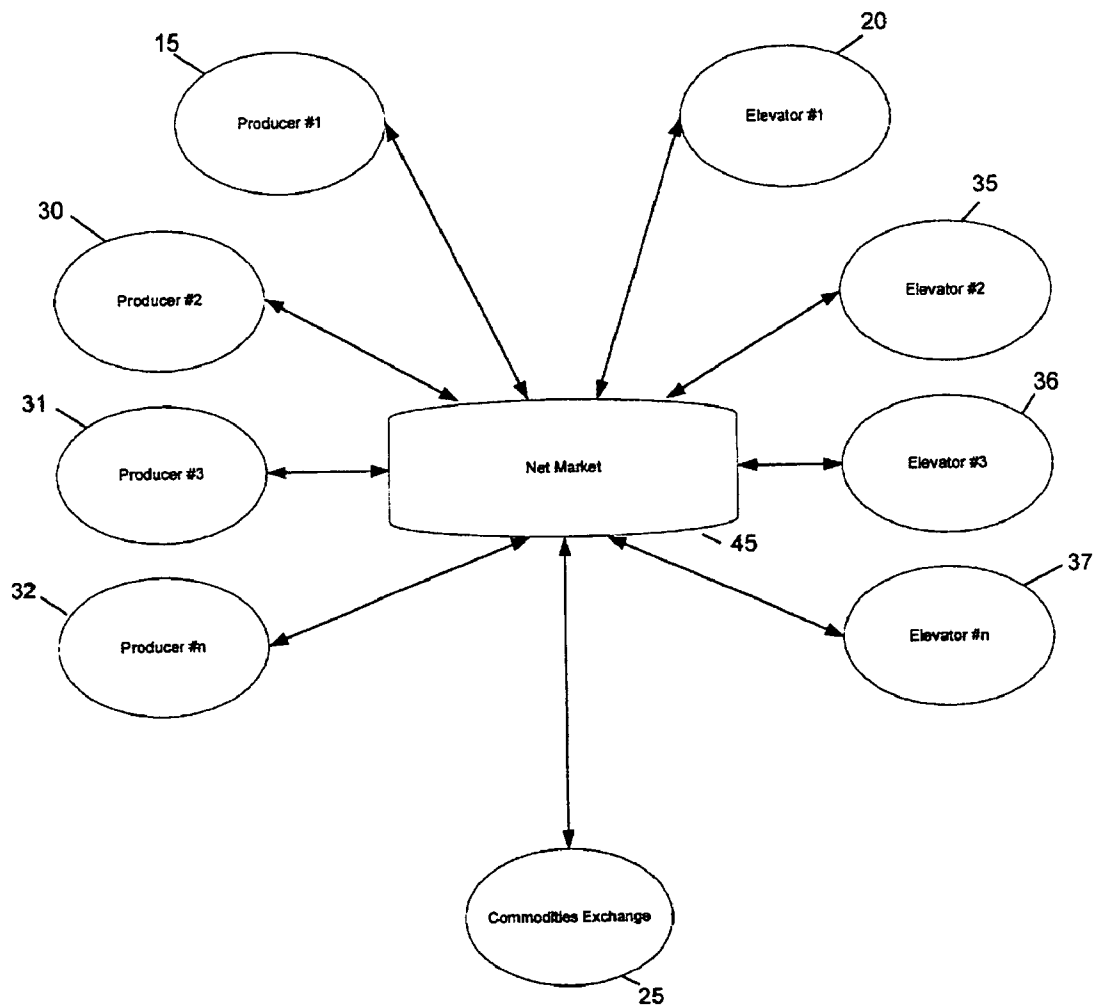 15
20
Producer #1
Elevator #1
30
35
Producer #2
Elevator #2
31
36
Producer #3
Net Market
Elevator #3
45
32
37
Producer #n
Elevator #n
Commodities Exchange
25